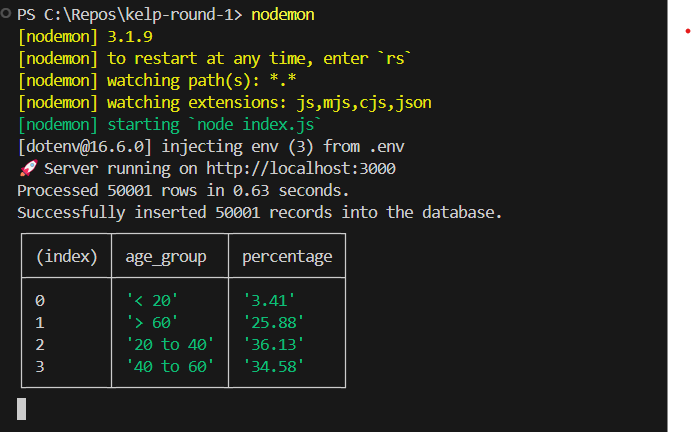 PS C:\Repos\kelp-round-1> nodemon
[nodemon] 3.1.9
[nodemon] to restart at any time, enter `rs`
[nodemon] watching path(s): *.*
[nodemon] watching extensions: js,mjs,cjs,json
[nodemon] starting `node index.js`
[dotenv@16.6.0] injecting env (3) from .env
🚀 Server running on http://localhost:3000
Processed 50001 rows in 0.63 seconds.
Successfully inserted 50001 records into the database.
(index) age_group percentage
0 '< 20' '3.41'
1 '> 60' '25.88'
2 '20 to 40' '36.13'
3 '40 to 60' '34.58'